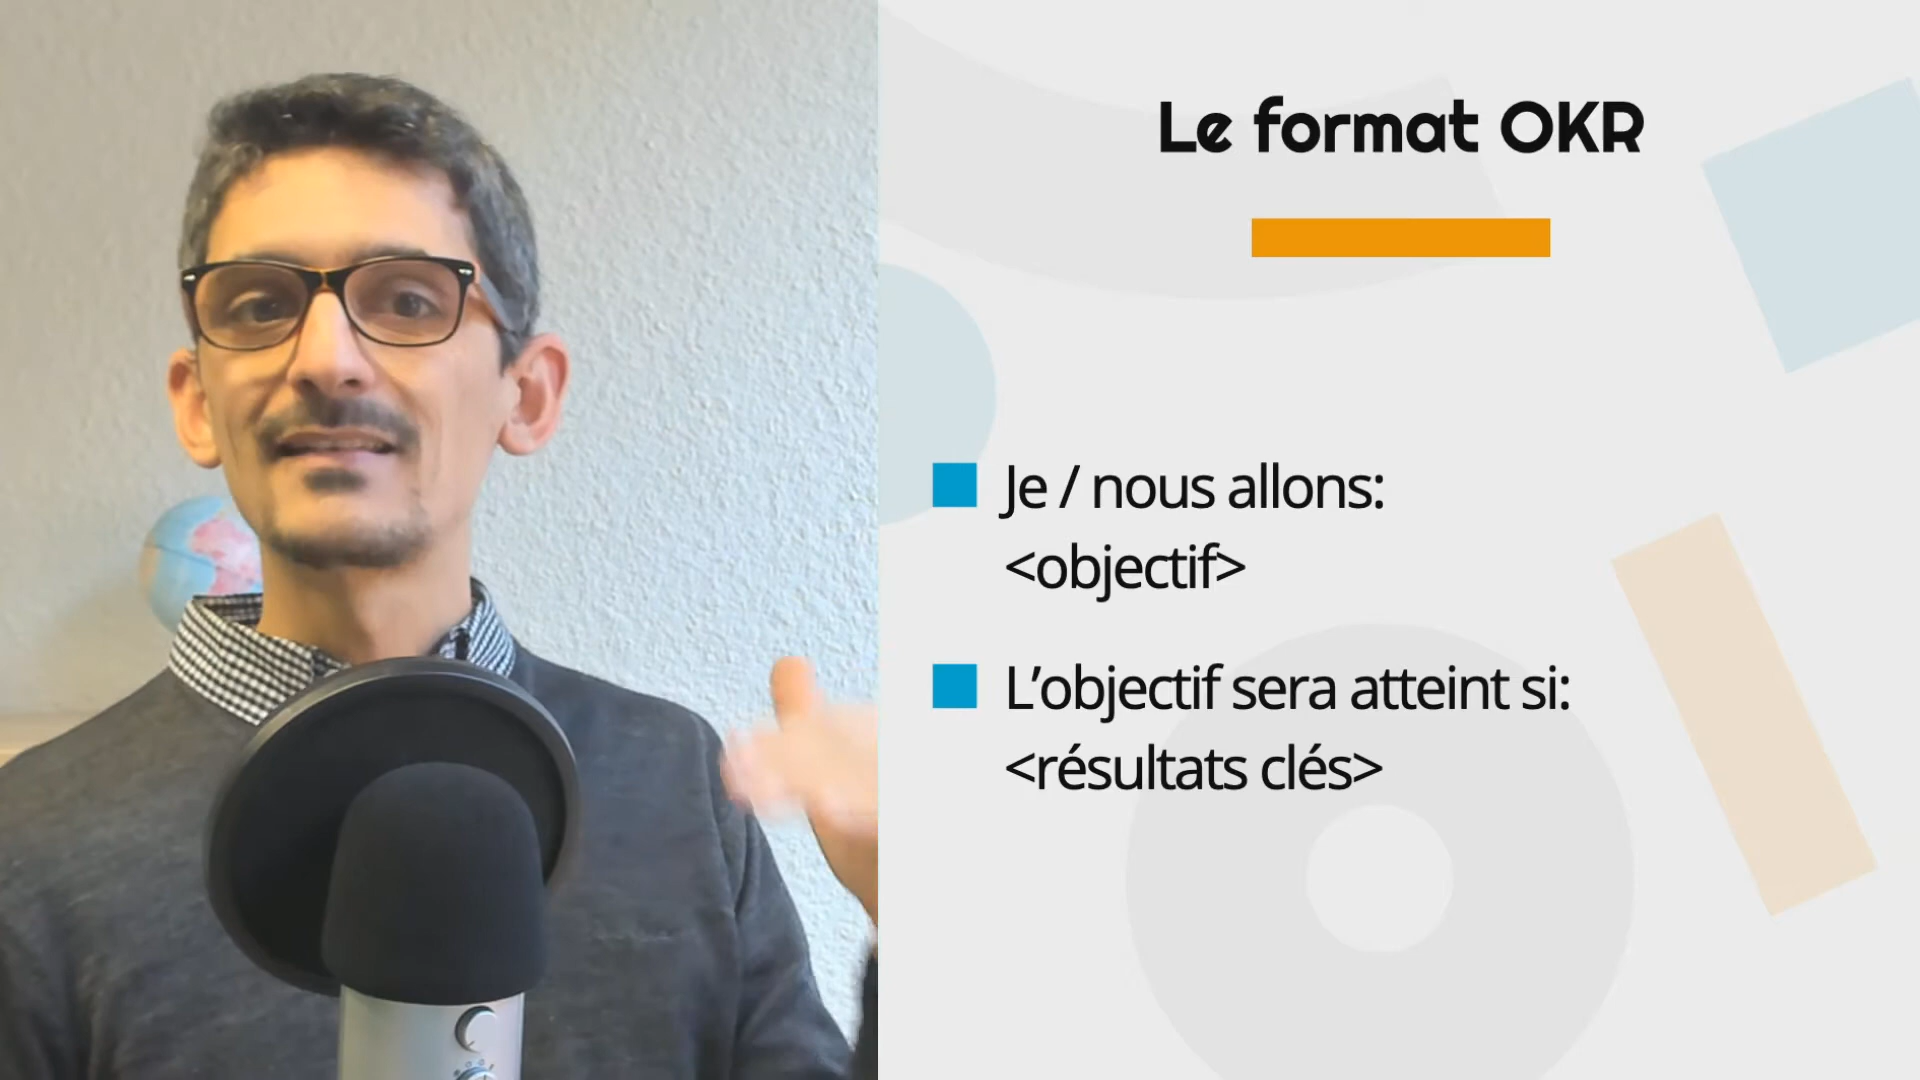 Le format OKR
Je / nous allons:
<objectif>
L’objectif sera atteint si:
<résultats clés>